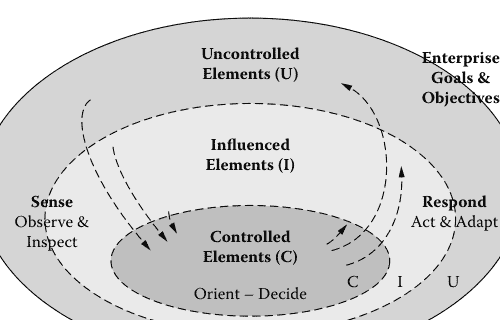 Uncontrolled
Elements (U)
Enterprise
Goals &
Objectives
Influenced
Elements (I)
Sense
Observe &
Inspect
Respond
Act & Adapt
Controlled
Elements (C)
Orient – Decide
C I U